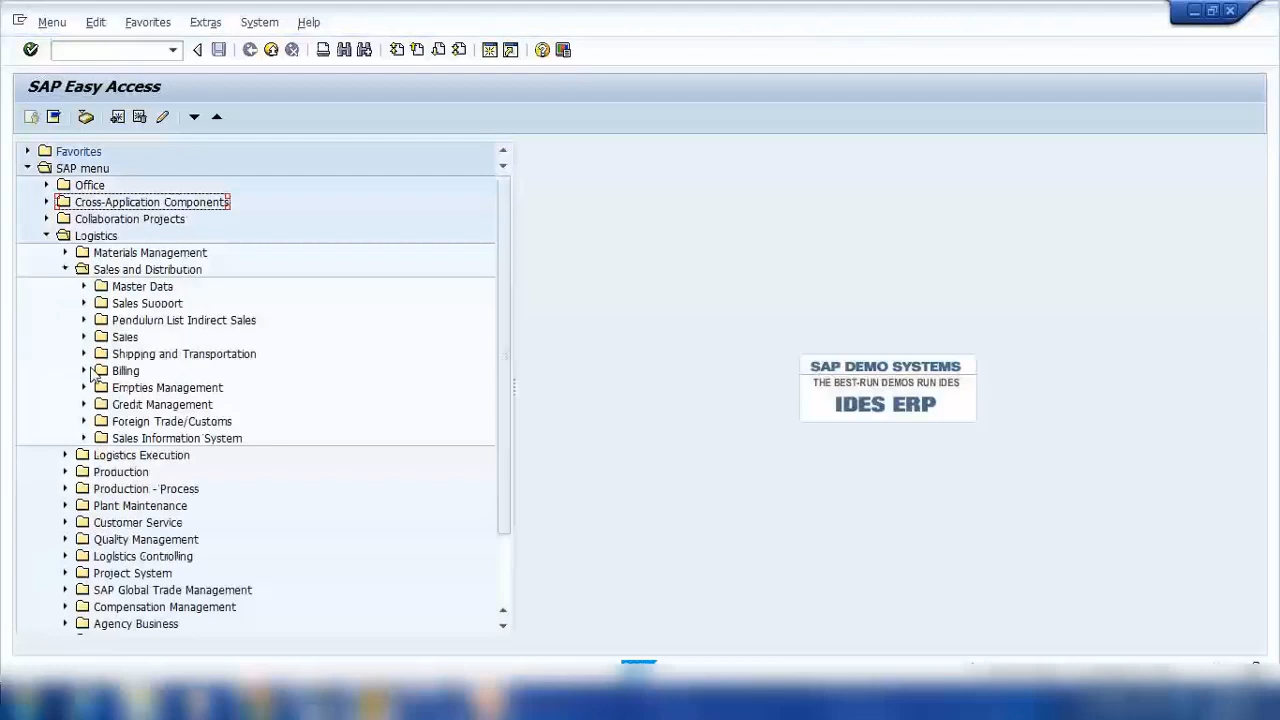 Menu Edit Favorites Extras System Help
SAP Easy Access
Favorites
SAP menu
Office
Cross-Application Components
Collaboration Projects
Logistics
Materials Management
Sales and Distribution
Master Data
Sales Support
Pendulum List Indirect Sales
Sales
Shipping and Transportation
Billing
Empties Management
Credit Management
Foreign Trade/Customs
Sales Information System
Logistics Execution
Production
Production - Process
Plant Maintenance
Customer Service
Quality Management
Logistics Controlling
Project System
SAP Global Trade Management
Compensation Management
Agency Business
SAP DEMO SYSTEMS
THE BEST-RUN DEMOS RUN IDES
IDES ERP